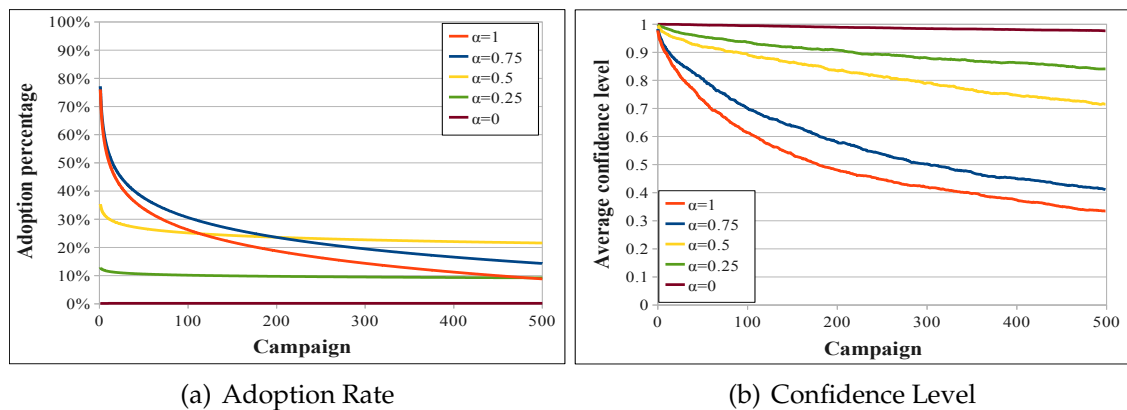 100%
90%
80%
70%
60%
50%
40%
30%
20%
10%
0%
Adoption percentage
α=1
α=0.75
α=0.5
α=0.25
α=0
0 100 200 300 400 500
Campaign
1
0.9
0.8
0.7
0.6
0.5
0.4
0.3
0.2
0.1
0
Average confidence level
α=1
α=0.75
α=0.5
α=0.25
α=0
0 100 200 300 400 500
Campaign
(a) Adoption Rate
(b) Confidence Level